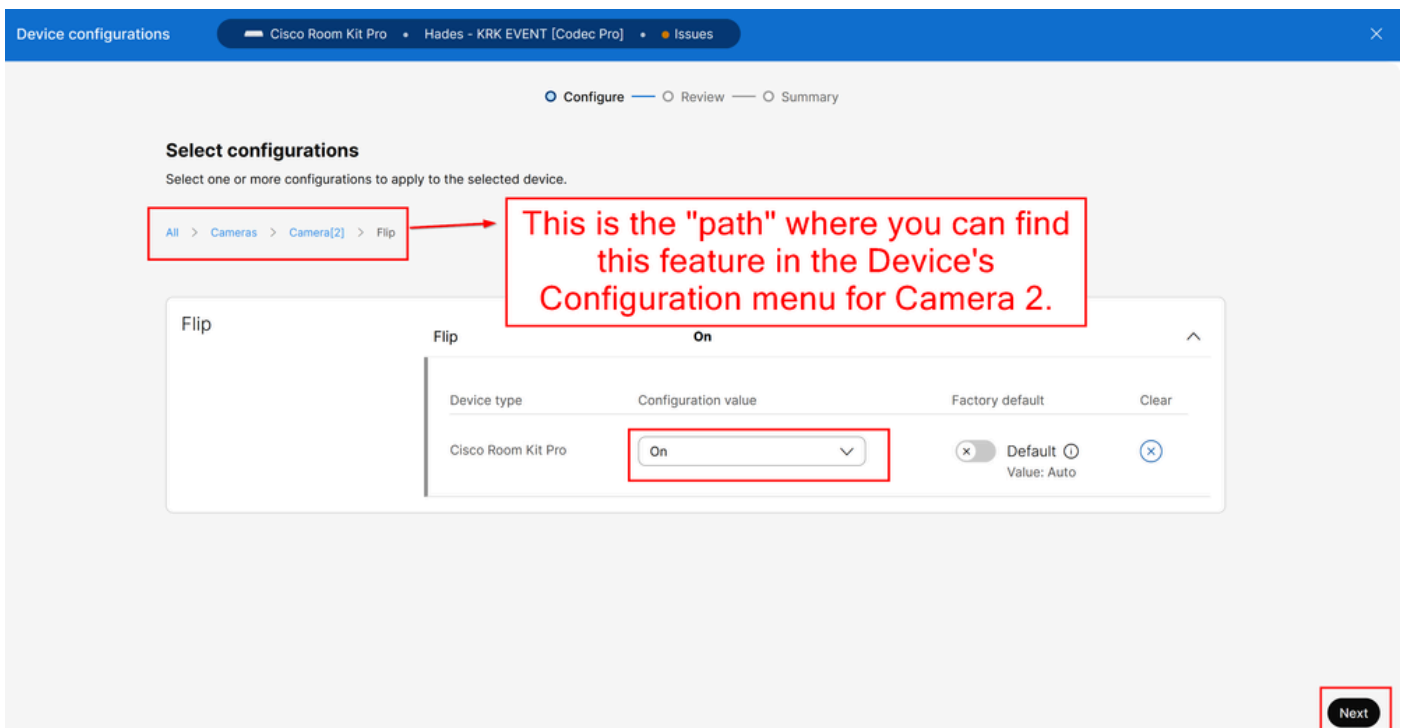 Device configurations
Cisco Room Kit Pro • Hades - KRK EVENT [Codec Pro] • Issues
Configure Review Summary
Select configurations
Select one or more configurations to apply to the selected device.
All > Cameras > Camera[2] > Flip
This is the "path" where you can find
this feature in the Device's
Configuration menu for Camera 2.
Flip
Flip On
Device type Configuration value Factory default Clear
Cisco Room Kit Pro On Default
Value: Auto
Next